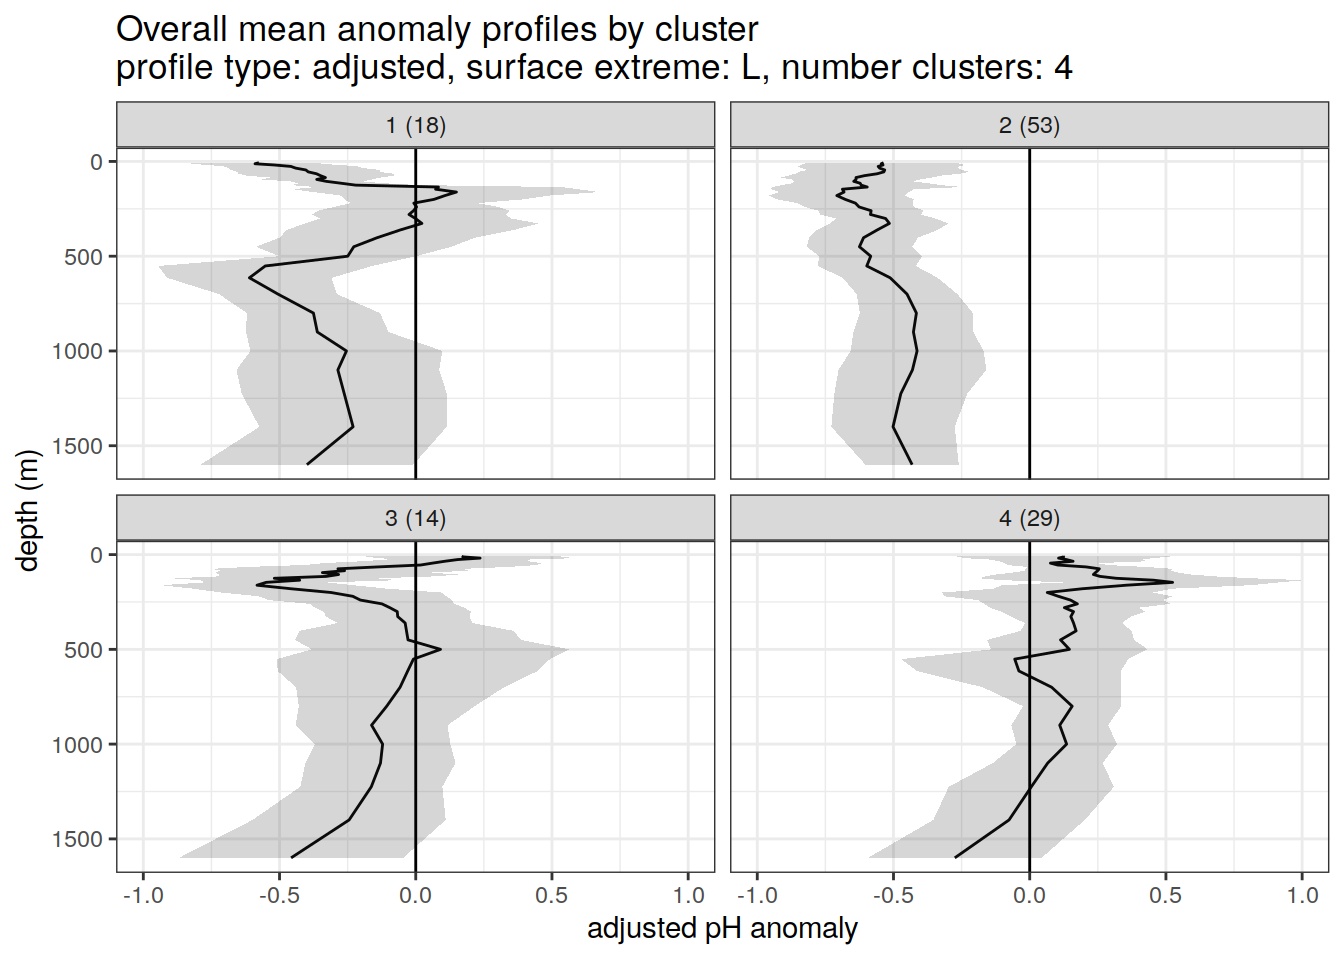 Overall mean anomaly profiles by cluster
profile type: adjusted, surface extreme: L, number clusters: 4
1 (18)
2 (53)
0
500
1000
1500
3 (14)
4 (29)
0
500
1000
1500
-1.0 -0.5 0.0 0.5 1.0
-1.0 -0.5 0.0 0.5 1.0
adjusted pH anomaly
depth (m)